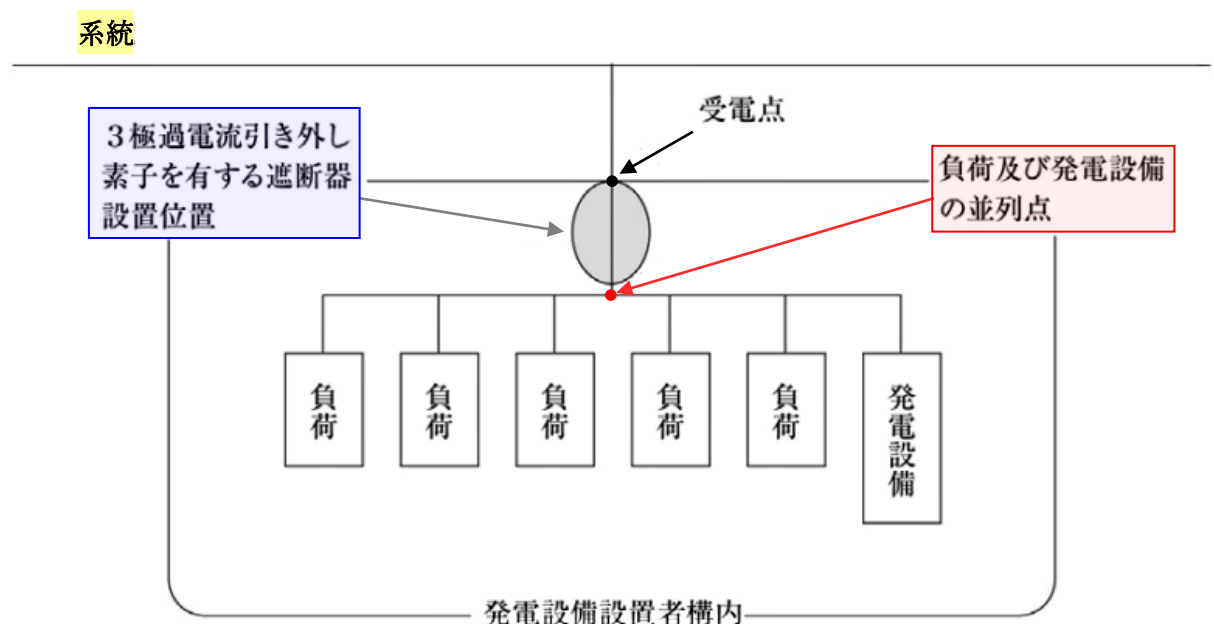 系統
受電点
３極過電流引き外し
素子を有する遮断器
設置位置
負荷及び発電設備
の並列点
負荷
負荷
負荷
負荷
負荷
発電設備
発電設備設置者構内